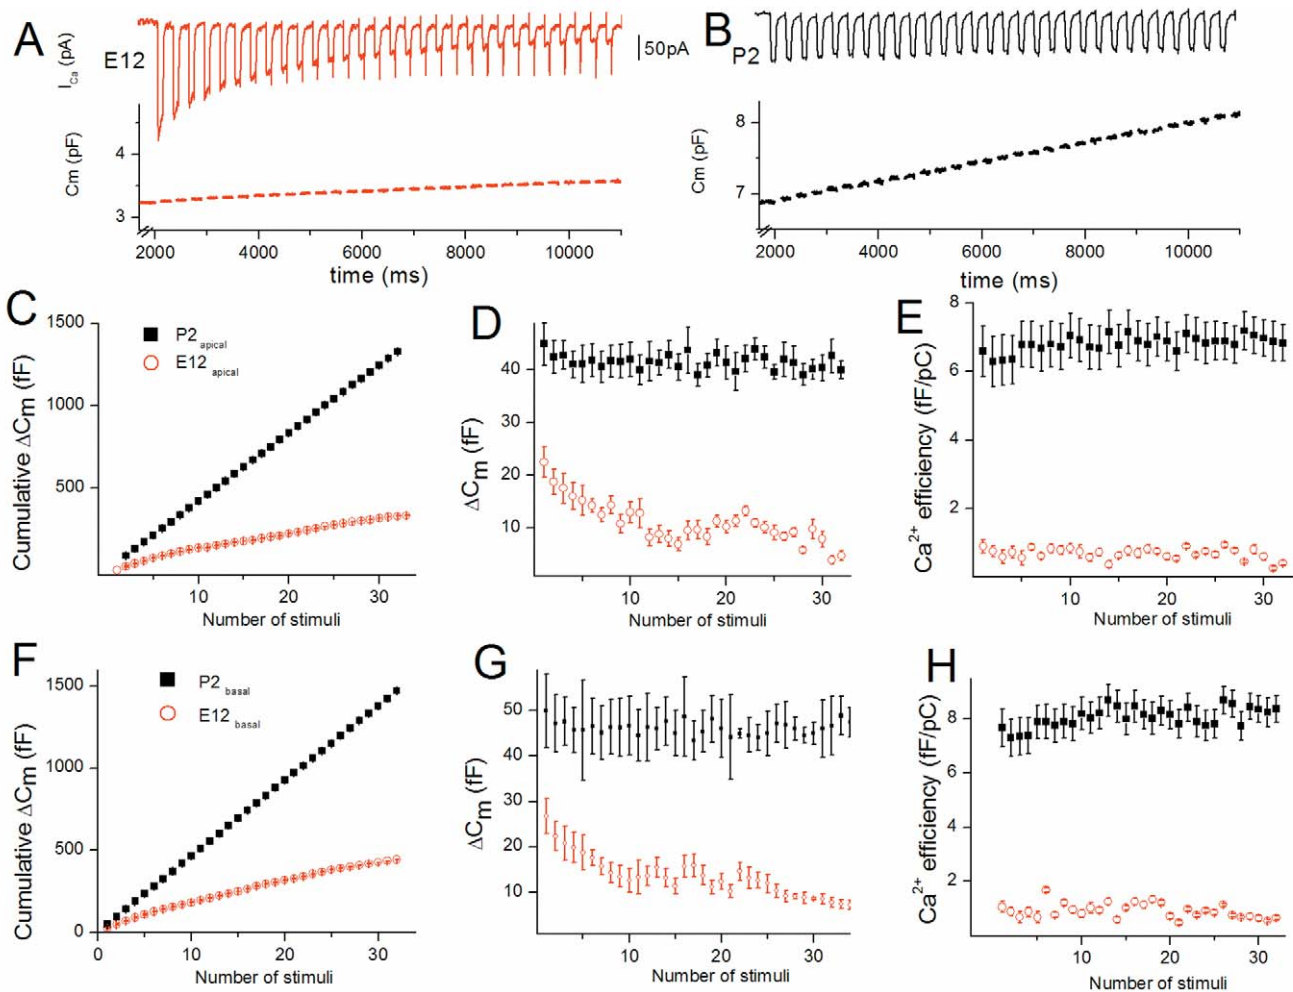 A
E12
I Ca (pA)
50pA
Cm (pF)
4
3
2000 4000 6000 8000 10000
time (ms)
B
P2
Cm (pF)
8
7
2000 4000 6000 8000 10000
time (ms)
C
Cumulative ΔCm (fF)
1500
1000
500
P2 apical
E12 apical
10 20 30
Number of stimuli
D
ΔCm (fF)
40
30
20
10
10 20 30
Number of stimuli
E
Ca2+ efficiency (fF/pC)
8
6
4
2
10 20 30
Number of stimuli
F
Cumulative ΔCm (fF)
1500
1000
500
0
P2 basal
E12 basal
0 10 20 30
Number of stimuli
G
ΔCm (fF)
50
40
30
20
10
10 20 30
Number of stimuli
H
Ca2+ efficiency (fF/pC)
8
6
4
2
10 20 30
Number of stimuli